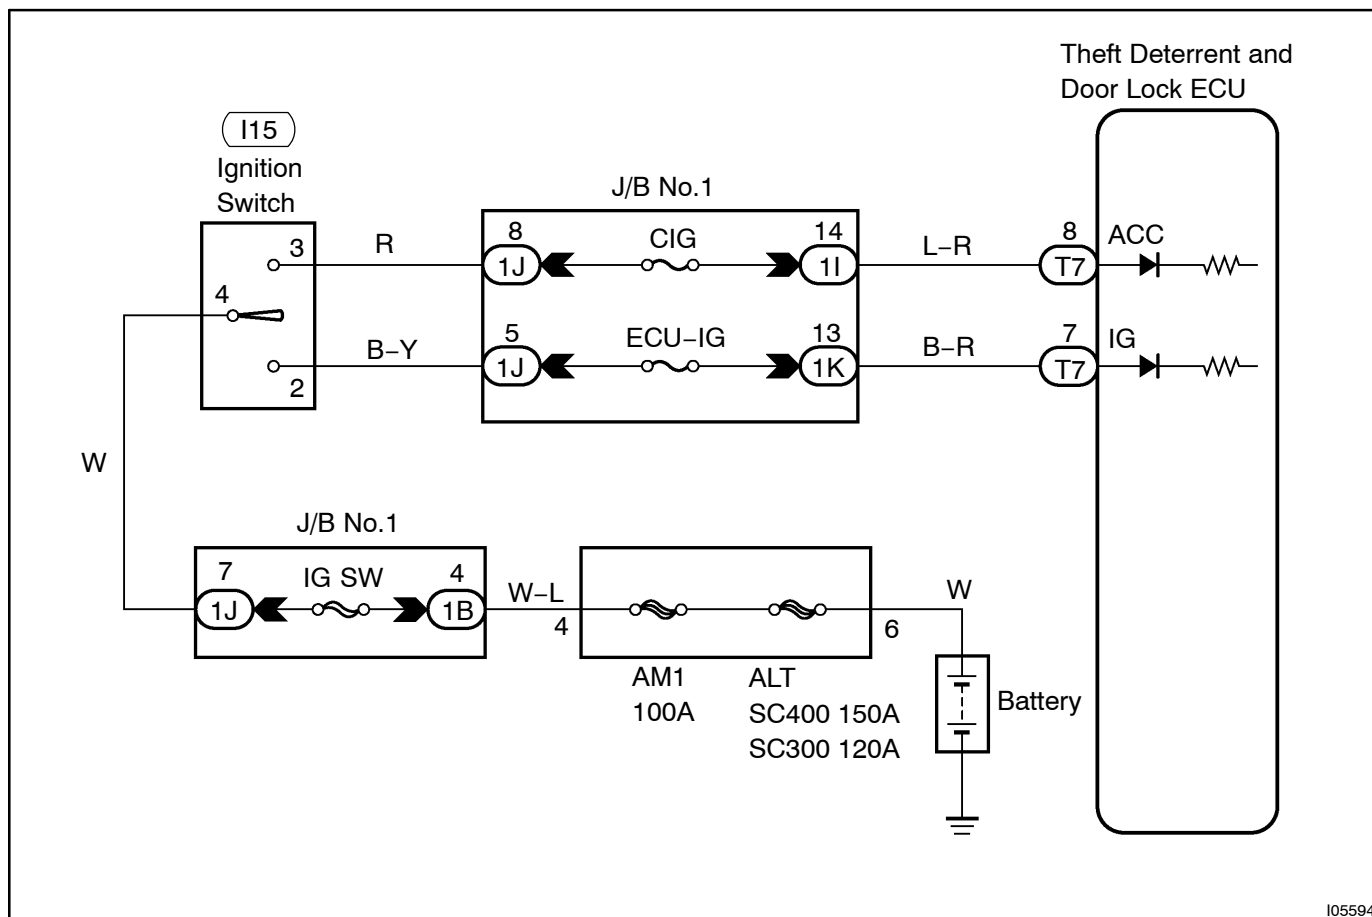 Theft Deterrent and
Door Lock ECU
I15
Ignition
Switch
J/B No.1
3
R
8
1J
CIG
14
1I
L–R
8
T7
ACC
4
2
B–Y
5
1J
ECU–IG
13
1K
B–R
7
T7
IG
W
J/B No.1
7
1J
IG SW
4
1B
W–L
4
6
W
AM1
100A
ALT
SC400 150A
SC300 120A
Battery
I05594